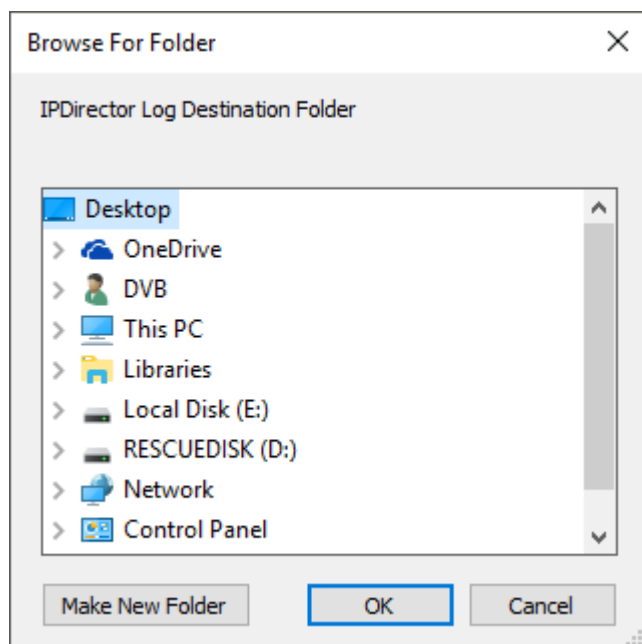 Browse For Folder
IPDirector Log Destination Folder
Desktop
OneDrive
DVB
This PC
Libraries
Local Disk (E:)
RESCUEDISK (D:)
Network
Control Panel
Make New Folder OK Cancel